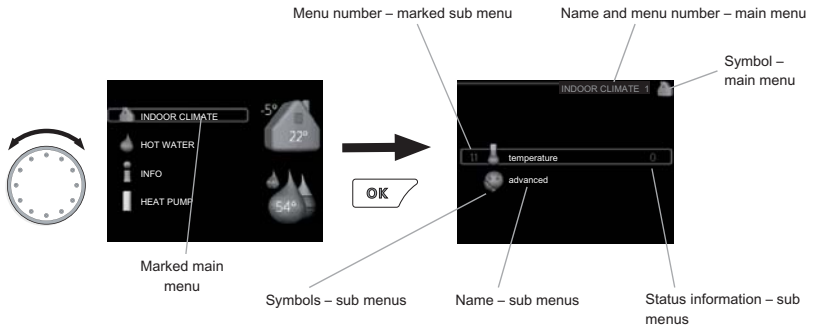 Menu number – marked sub menu
Name and menu number – main menu
Symbol –
main menu
INDOOR CLIMATE
-5°
22°
HOT WATER
INFO
HEAT PUMP
54°
OK
INDOOR CLIMATE 1
11 temperature 0
advanced
Marked main
menu
Symbols – sub menus
Name – sub menus
Status information – sub
menus